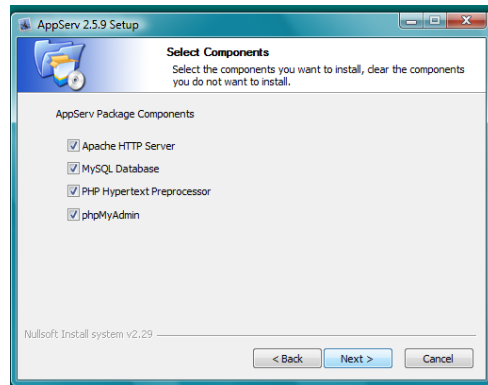 AppServ 2.5.9 Setup
Select Components
Select the components you want to install, clear the components
you do not want to install.
AppServ Package Components
Apache HTTP Server
MySQL Database
PHP Hypertext Preprocessor
phpMyAdmin
Nullsoft Install system v2.29
< Back Next > Cancel